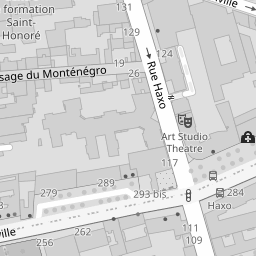 formation
Saint-
Honoré
131
129
ville
sage du Monténégro
19
26
124
Rue Haxo
Art Studio
Theatre
117
289
279
293 bis
284
Haxo
ville
256
262
111
109